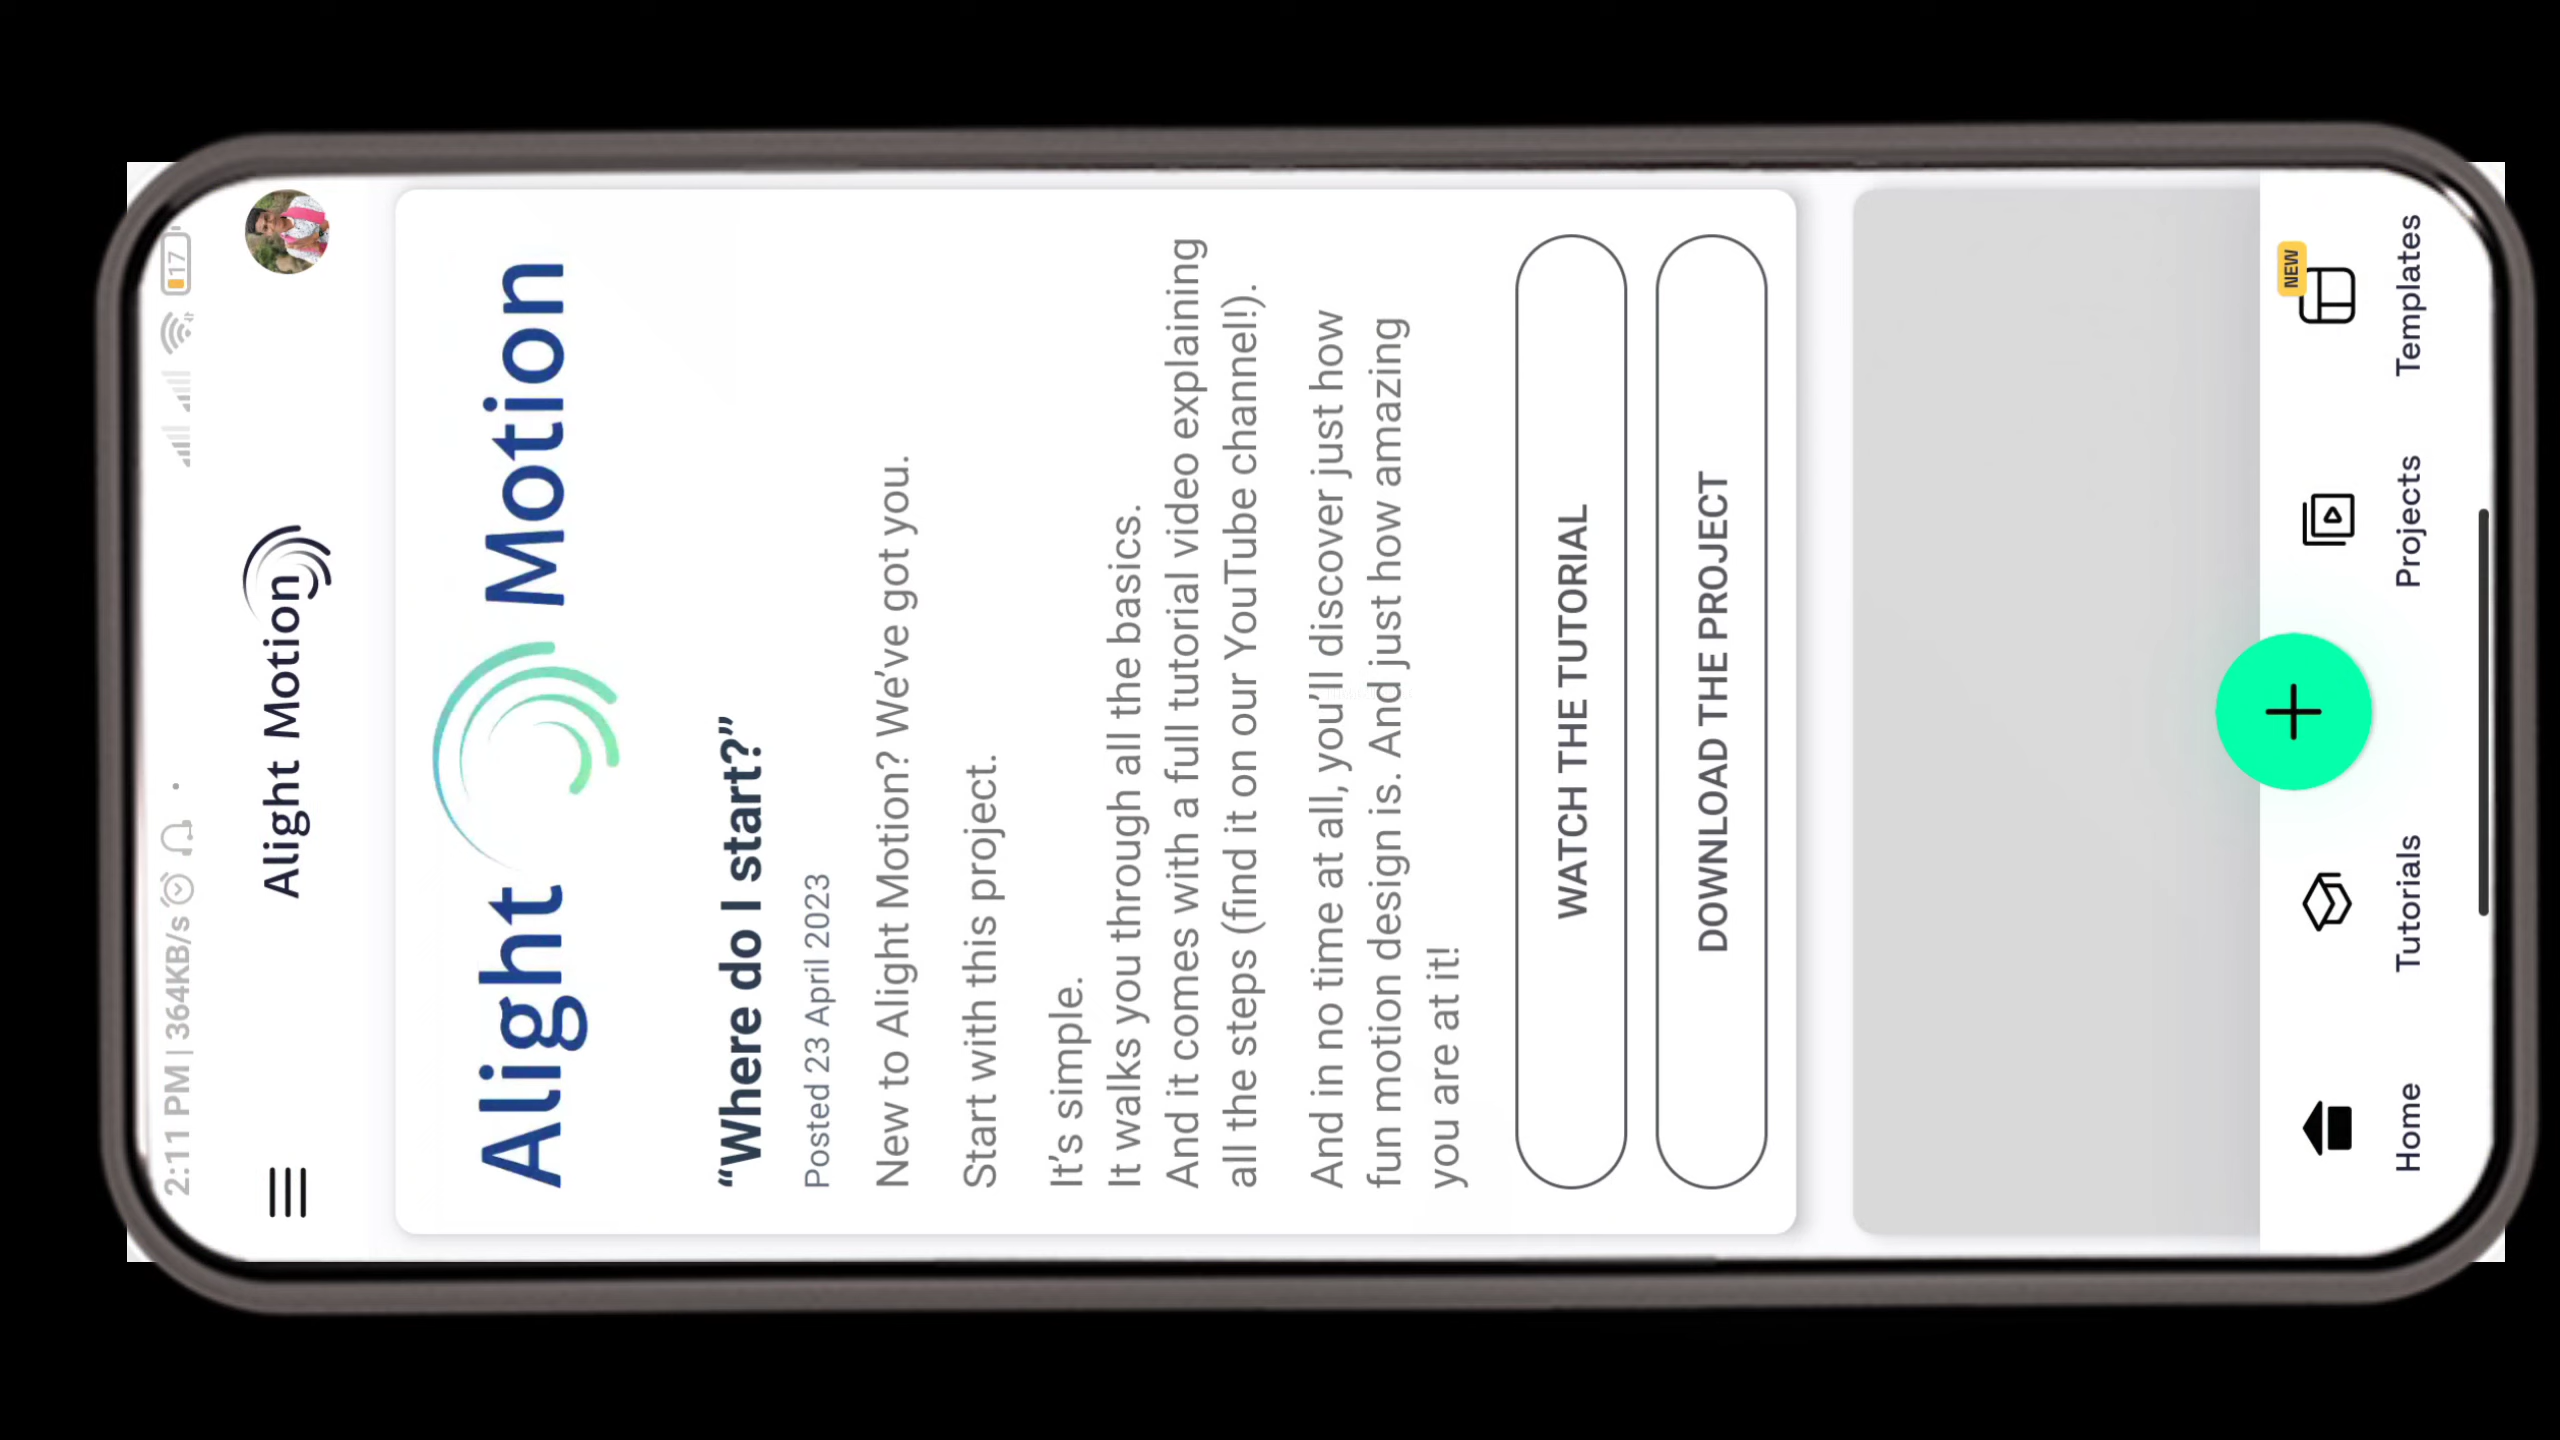 2:11 PM | 364KB/s
17
Alight Motion
Alight Motion
“Where do I start?”
Posted 23 April 2023
New to Alight Motion? We’ve got you.
Start with this project.
It’s simple.
It walks you through all the basics.
And it comes with a full tutorial video explaining
all the steps (find it on our YouTube channel!).
And in no time at all, you’ll discover just how
fun motion design is. And just how amazing
you are at it!
WATCH THE TUTORIAL
DOWNLOAD THE PROJECT
NEW
Home
Tutorials
Projects
Templates